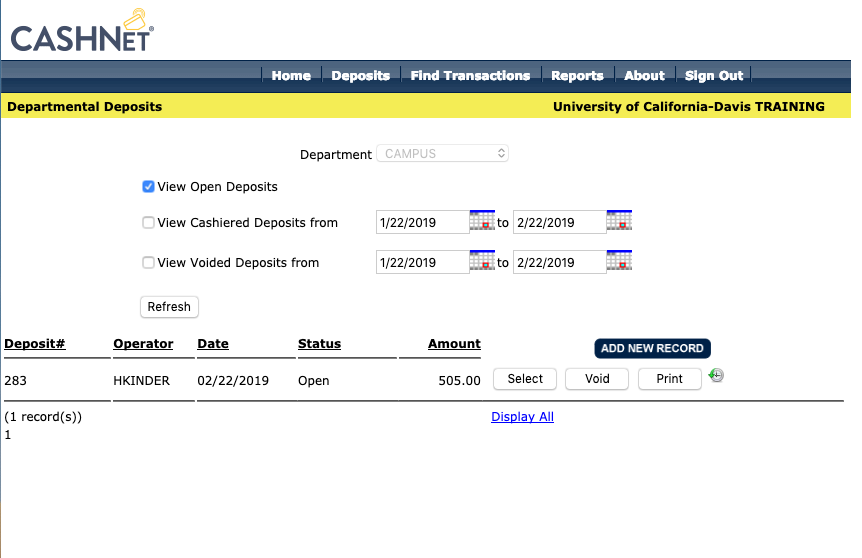 CASHNET®
Home Deposits Find Transactions Reports About Sign Out
Departmental Deposits University of California-Davis TRAINING
Department CAMPUS
View Open Deposits
View Cashiered Deposits from 1/22/2019 to 2/22/2019
View Voided Deposits from 1/22/2019 to 2/22/2019
Refresh
Deposit# Operator Date Status Amount ADD NEW RECORD
283 HKINDER 02/22/2019 Open 505.00 Select Void Print
(1 record(s)) Display All
1